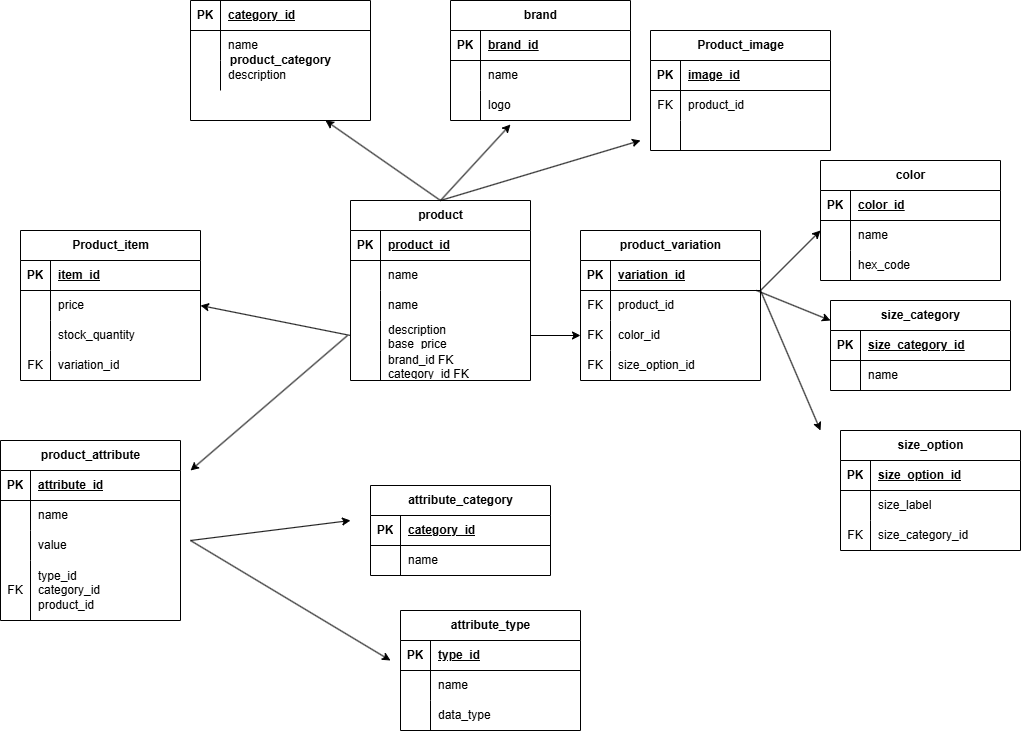 PK category_id
name
product_category
description
brand
PK brand_id
name
logo
Product_image
PK image_id
FK product_id
color
PK color_id
name
hex_code
product
PK product_id
name
name
description
base_price
brand_id FK
category_id FK
Product_item
PK item_id
price
stock_quantity
FK variation_id
product_variation
PK variation_id
FK product_id
FK color_id
FK size_option_id
size_category
PK size_category_id
name
size_option
PK size_option_id
size_label
FK size_category_id
product_attribute
PK attribute_id
name
value
type_id
FK category_id
product_id
attribute_category
PK category_id
name
attribute_type
PK type_id
name
data_type